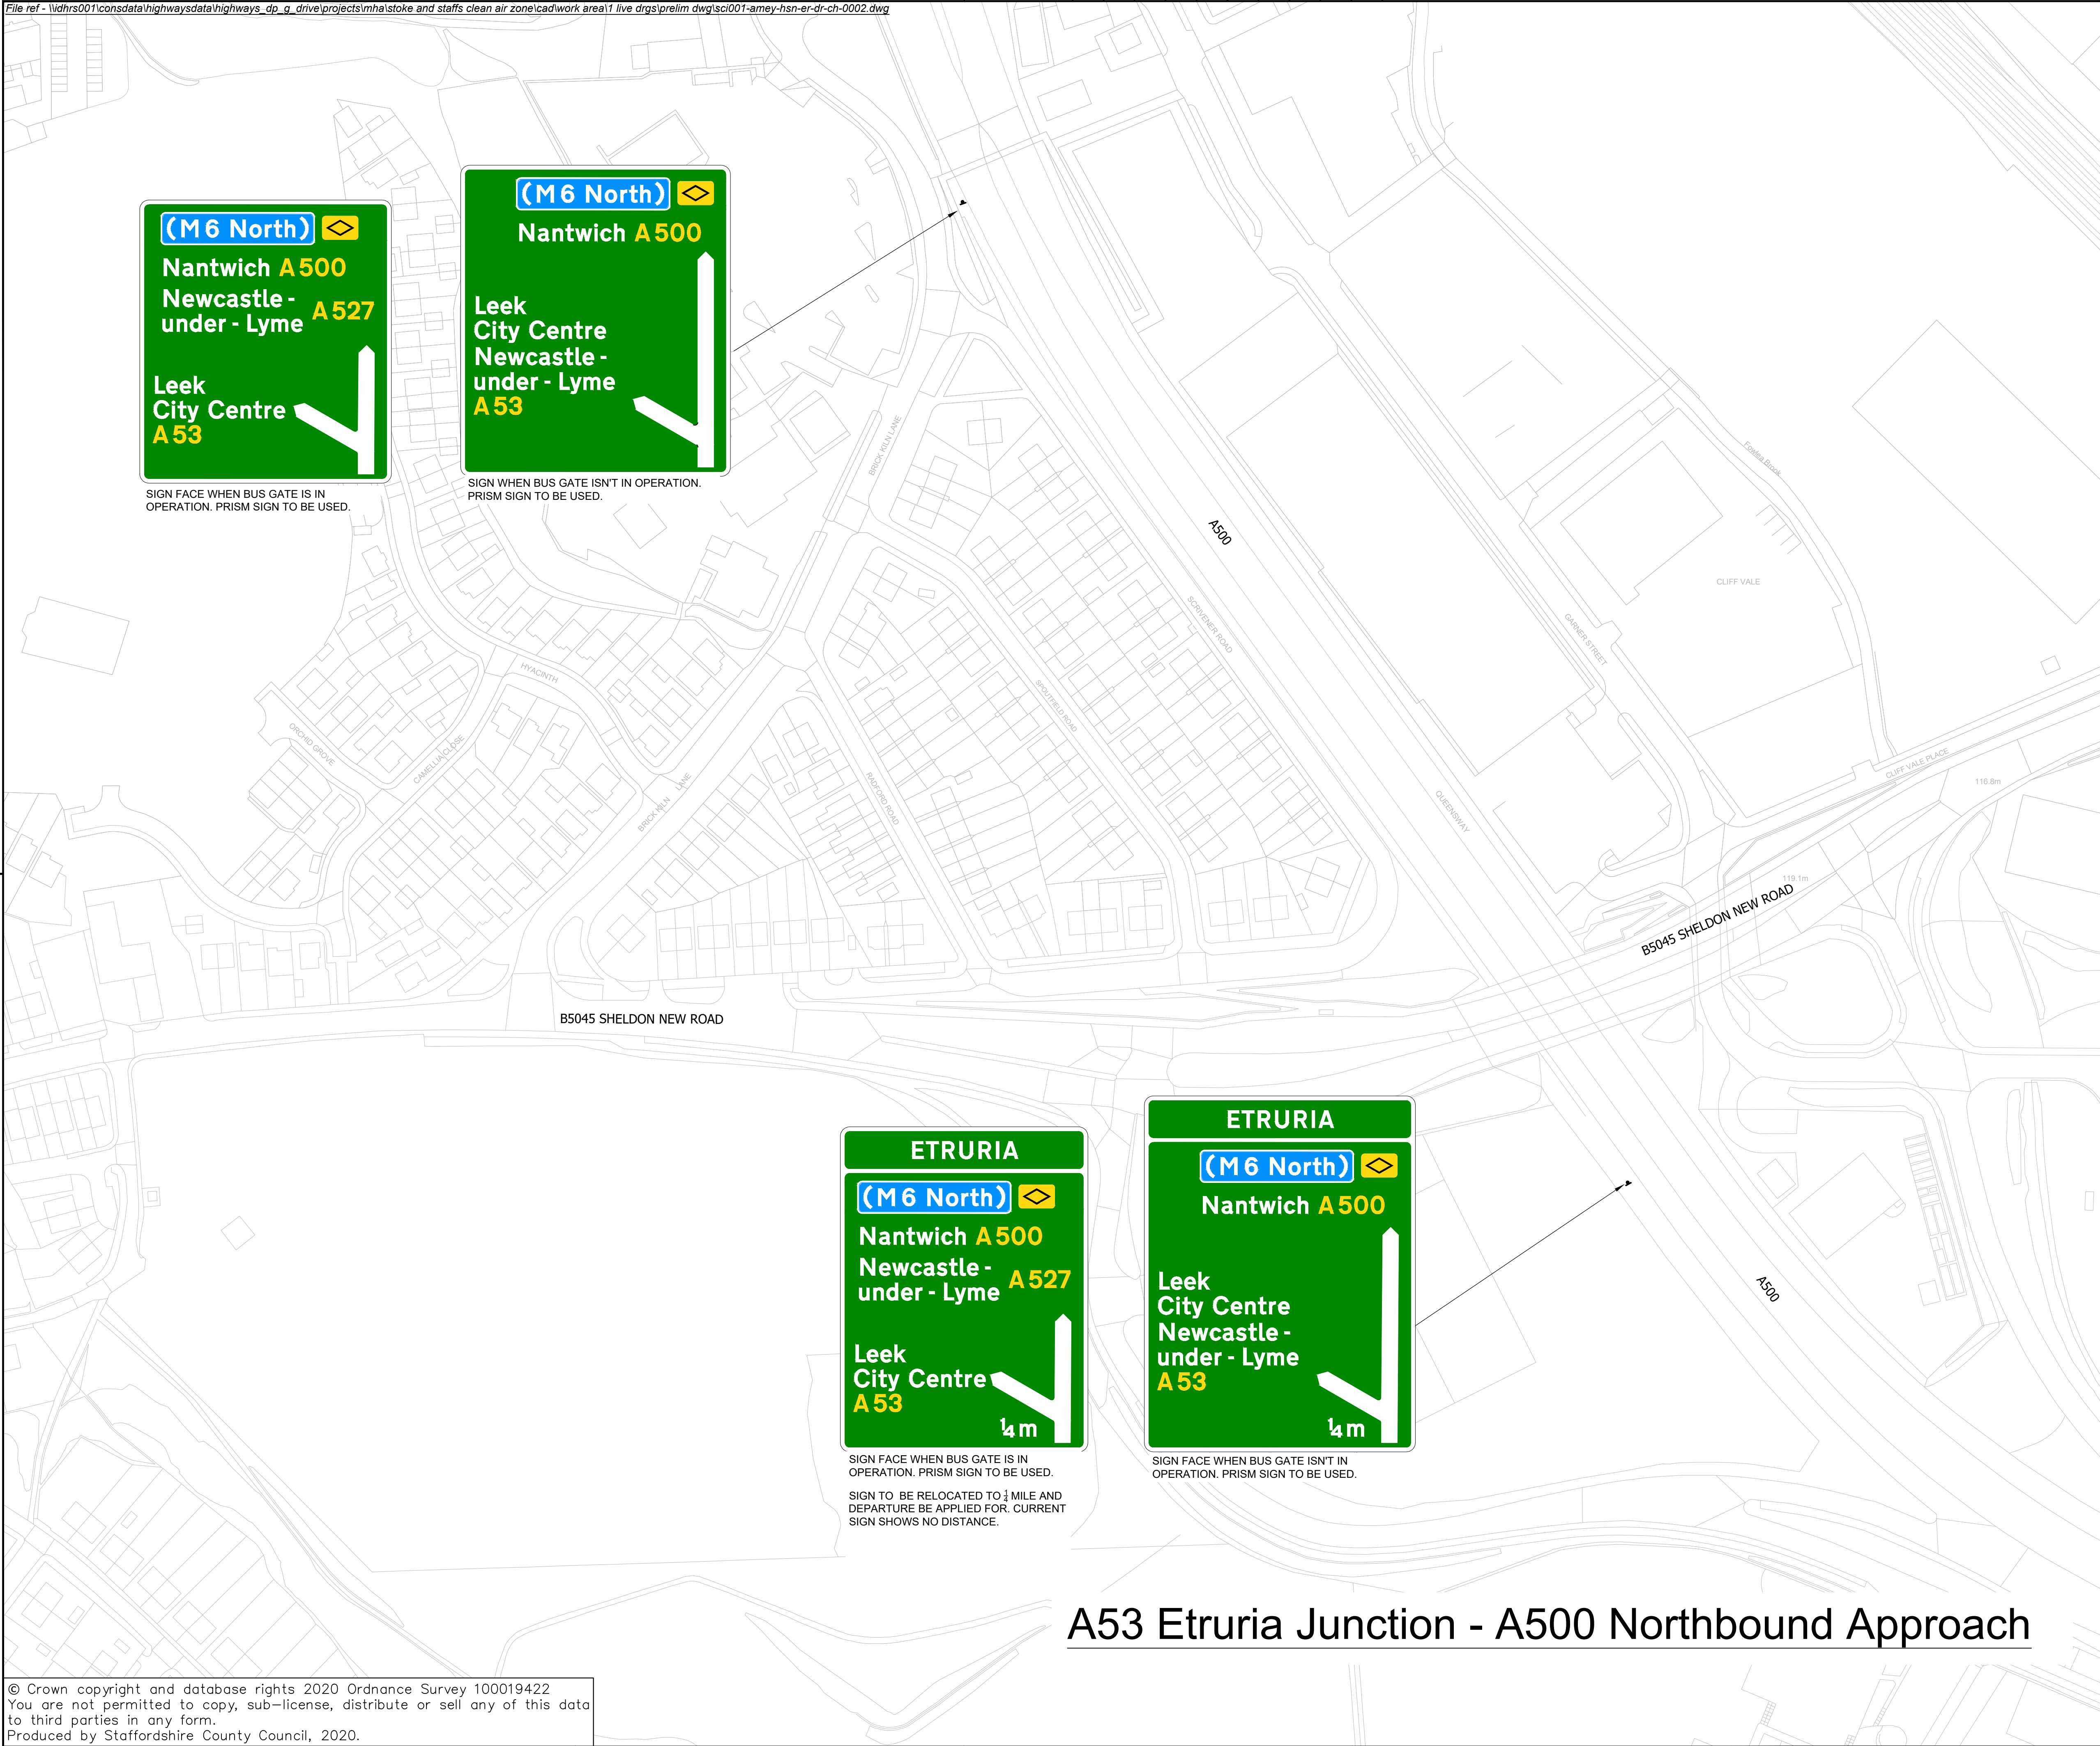 File ref - \\idhrs001\consdata\highwaysdata\highways_dp_g_drive\projects\mha\stoke and staffs clean air zone\cad\work area\1 live drgs\prelim dwg\sci001-amey-hsn-er-dr-ch-0002.dwg
(M6 North)
Nantwich A500
Newcastle-
under-Lyme A527
Leek
City Centre
A53
SIGN FACE WHEN BUS GATE IS IN
OPERATION. PRISM SIGN TO BE USED.
(M6 North)
Nantwich A500
Leek
City Centre
Newcastle-
under-Lyme
A53
SIGN WHEN BUS GATE ISN'T IN OPERATION.
PRISM SIGN TO BE USED.
BRICK KILN LANE
A500
SCRIVENER ROAD
Fowlea Brook
CLIFF VALE
GARNER STREET
HYACINTH
ORCHID GROVE
CAMELLIA CLOSE
BRICK KILN LANE
RADFORD ROAD
SPOUTFIELD ROAD
QUEENSWAY
CLIFF VALE PLACE
116.8m
119.1m
B5045 SHELDON NEW ROAD
B5045 SHELDON NEW ROAD
ETRURIA
(M6 North)
Nantwich A500
Newcastle-
under-Lyme A527
Leek
City Centre
A53
¼m
SIGN FACE WHEN BUS GATE IS IN
OPERATION. PRISM SIGN TO BE USED.
SIGN TO BE RELOCATED TO ¼ MILE AND
DEPARTURE BE APPLIED FOR. CURRENT
SIGN SHOWS NO DISTANCE.
ETRURIA
(M6 North)
Nantwich A500
Leek
City Centre
Newcastle-
under-Lyme
A53
¼m
SIGN FACE WHEN BUS GATE ISN'T IN
OPERATION. PRISM SIGN TO BE USED.
A500
A53 Etruria Junction - A500 Northbound Approach
© Crown copyright and database rights 2020 Ordnance Survey 100019422
You are not permitted to copy, sub-license, distribute or sell any of this data
to third parties in any form.
Produced by Staffordshire County Council, 2020.